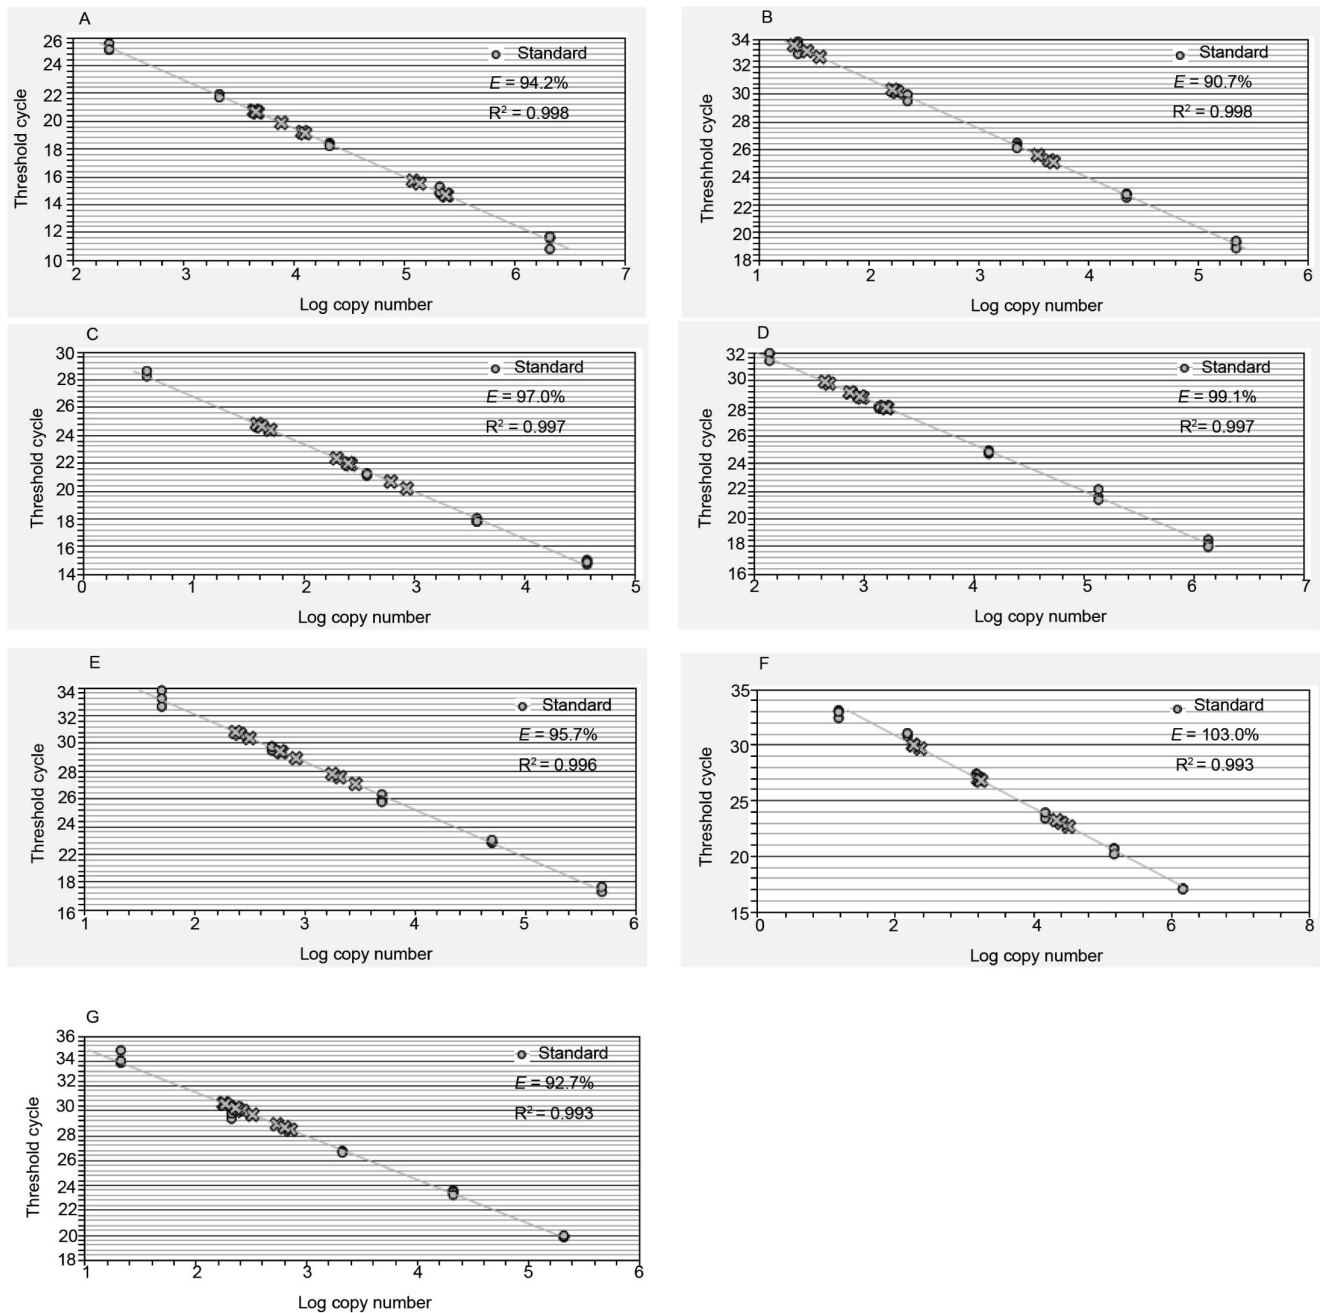 A
26
24
22
20
18
16
14
12
10
Threshold cycle
Standard
E = 94.2%
R² = 0.998
2 3 4 5 6 7
Log copy number
B
34
32
30
28
26
24
22
20
18
Threshhold cycle
Standard
E = 90.7%
R² = 0.998
1 2 3 4 5 6
Log copy number
C
30
28
26
24
22
20
18
16
14
Threshold cycle
Standard
E = 97.0%
R² = 0.997
0 1 2 3 4 5
Log copy number
D
32
30
28
26
24
22
20
18
16
Threshold cycle
Standard
E = 99.1%
R² = 0.997
2 3 4 5 6 7
Log copy number
E
34
32
30
28
26
24
22
18
16
Threshold cycle
Standard
E = 95.7%
R² = 0.996
1 2 3 4 5 6
Log copy number
F
35
30
25
20
15
Threshold cycle
Standard
E = 103.0%
R² = 0.993
0 2 4 6 8
Log copy number
G
36
34
32
30
28
26
24
22
20
18
Threshold cycle
Standard
E = 92.7%
R² = 0.993
1 2 3 4 5 6
Log copy number